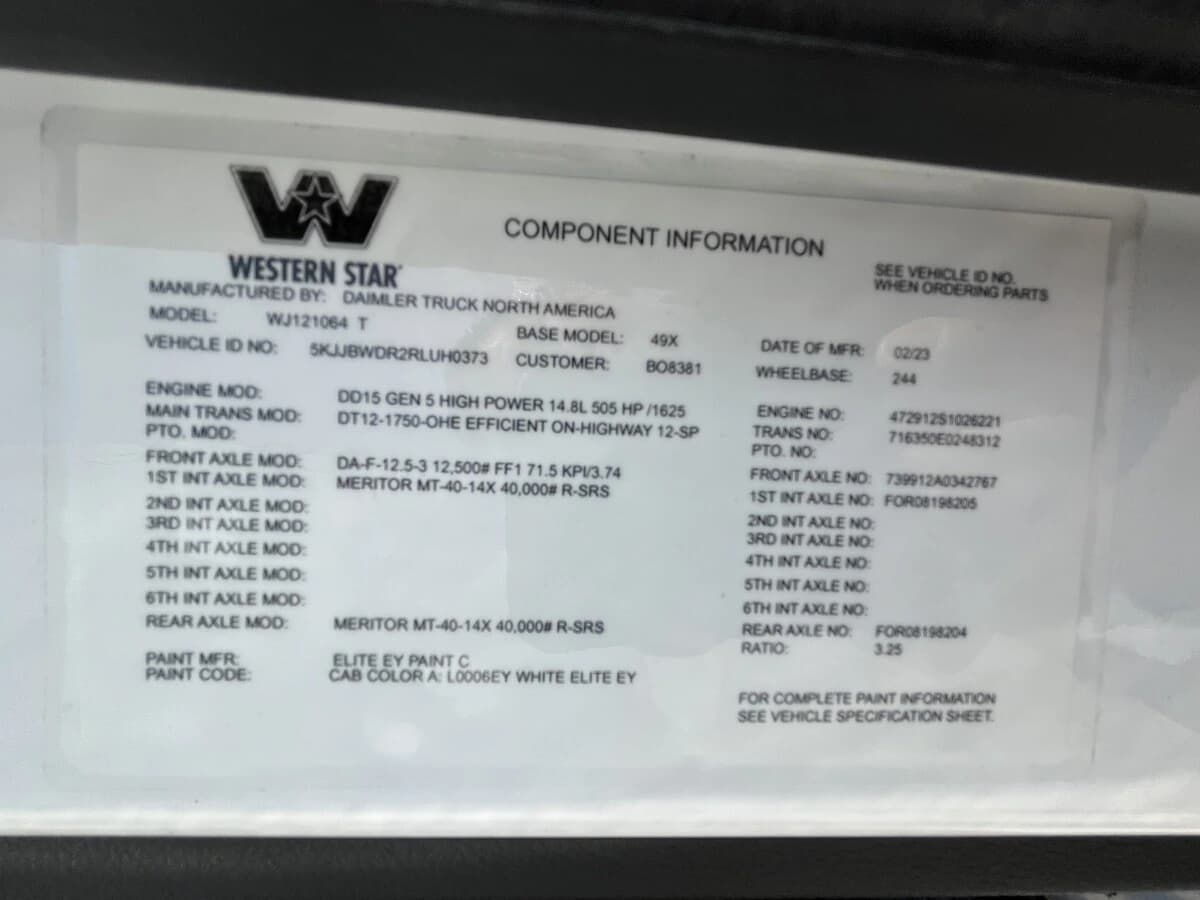 WESTERN STAR
COMPONENT INFORMATION
SEE VEHICLE ID NO.
WHEN ORDERING PARTS
MANUFACTURED BY: DAIMLER TRUCK NORTH AMERICA
MODEL: WJ121064 T BASE MODEL: 49X DATE OF MFR: 02/23
VEHICLE ID NO: 5KJJBWDR2RLUH0373 CUSTOMER: BO8381 WHEELBASE: 244
ENGINE MOD: DD15 GEN 5 HIGH POWER 14.8L 505 HP /1625 ENGINE NO: 472912S1026221
MAIN TRANS MOD: DT12-1750-OHE EFFICIENT ON-HIGHWAY 12-SP TRANS NO: 716350E0248312
PTO. MOD: PTO. NO:
FRONT AXLE MOD: DA-F-12.5-3 12,500# FF1 71.5 KPI/3.74 FRONT AXLE NO: 739912A0342767
1ST INT AXLE MOD: MERITOR MT-40-14X 40,000# R-SRS 1ST INT AXLE NO: FOR08198205
2ND INT AXLE MOD: 2ND INT AXLE NO:
3RD INT AXLE MOD: 3RD INT AXLE NO:
4TH INT AXLE MOD: 4TH INT AXLE NO:
5TH INT AXLE MOD: 5TH INT AXLE NO:
6TH INT AXLE MOD: 6TH INT AXLE NO:
REAR AXLE MOD: MERITOR MT-40-14X 40,000# R-SRS REAR AXLE NO: FOR08198204
RATIO: 3.25
PAINT MFR: ELITE EY PAINT C
PAINT CODE: CAB COLOR A: L0006EY WHITE ELITE EY
FOR COMPLETE PAINT INFORMATION
SEE VEHICLE SPECIFICATION SHEET.